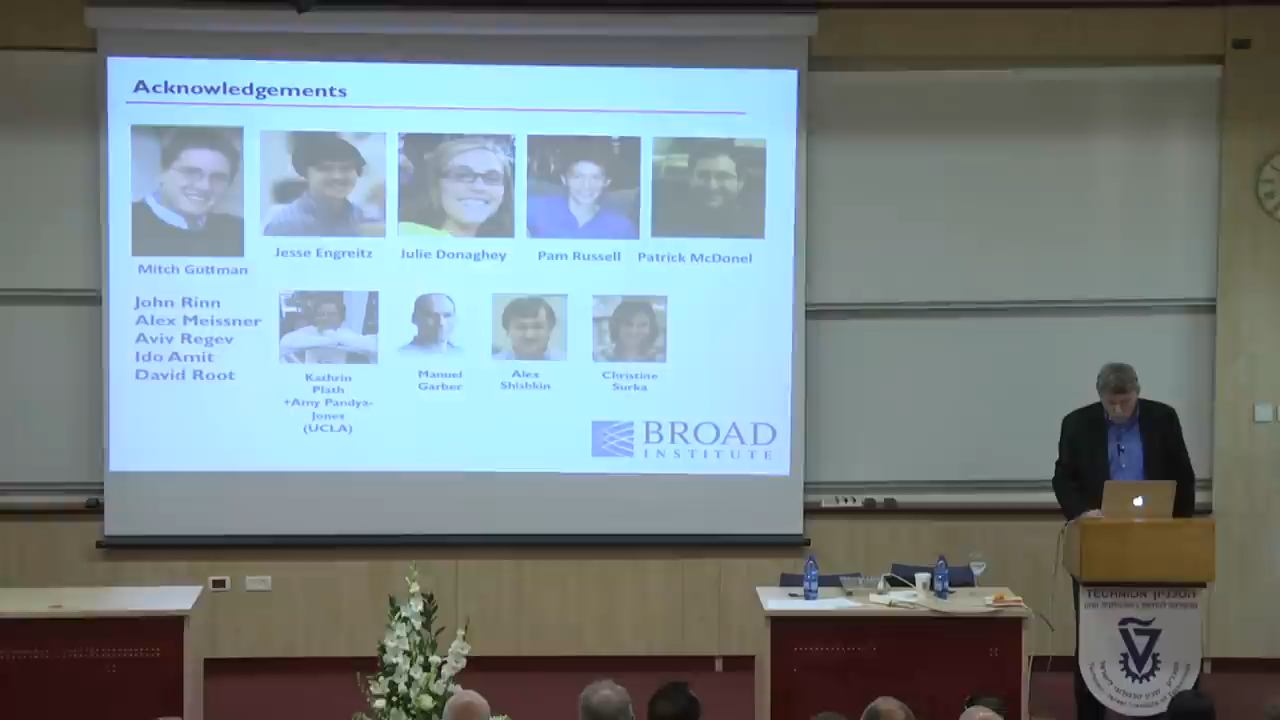 Acknowledgements
Mitch Guttman
Jesse Engreitz
Julie Donaghey
Pam Russell
Patrick McDonel
John Rinn
Alex Meissner
Aviv Regev
Ido Amit
David Root
Kathrin
Plath
+Amy Pandya-
Jones
(UCLA)
Manuel
Garber
Alex
Shishkin
Christine
Surka
BROAD
INSTITUTE
TECHNION הטכניון